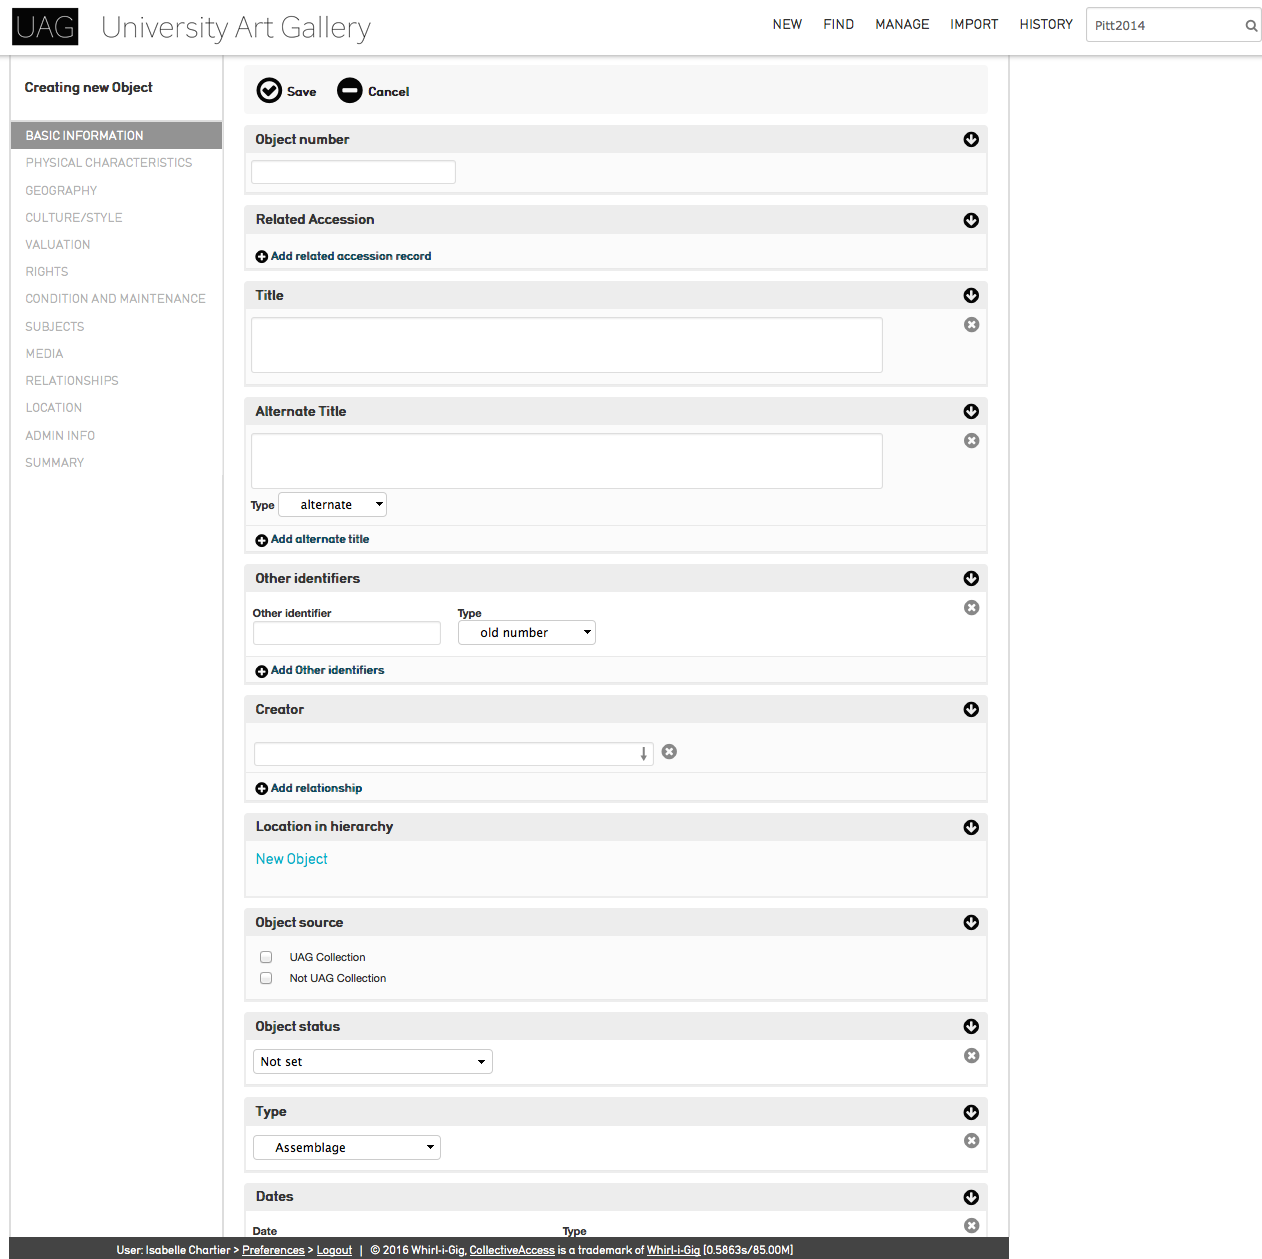 UAG University Art Gallery NEW FIND MANAGE IMPORT HISTORY Pitt2014
Creating new Object
BASIC INFORMATION
PHYSICAL CHARACTERISTICS
GEOGRAPHY
CULTURE/STYLE
VALUATION
RIGHTS
CONDITION AND MAINTENANCE
SUBJECTS
MEDIA
RELATIONSHIPS
LOCATION
ADMIN INFO
SUMMARY
Save Cancel
Object number
Related Accession
Add related accession record
Title
Alternate Title
Type alternate
Add alternate title
Other identifiers
Other identifier Type
old number
Add Other identifiers
Creator
Add relationship
Location in hierarchy
New Object
Object source
UAG Collection
Not UAG Collection
Object status
Not set
Type
Assemblage
Dates
Date Type
User: Isabelle Chartier > Preferences > Logout | © 2016 Whirl-i-Gig, CollectiveAccess is a trademark of Whirl-i-Gig [0.5863s/85.00M]